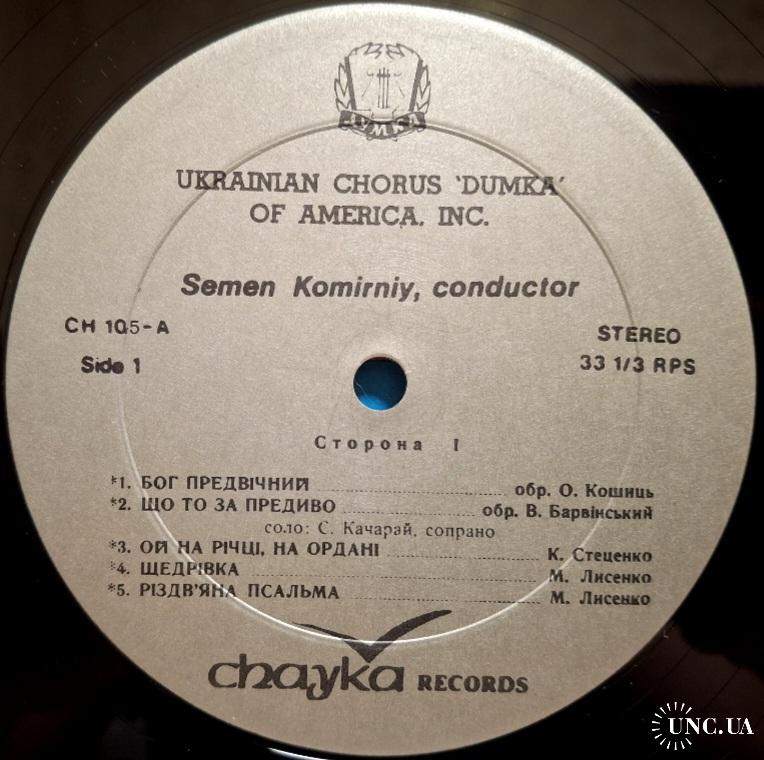 ДУМКА
UKRAINIAN CHORUS 'DUMKA'
OF AMERICA. INC.
Semen Komirniy, conductor
CH 105-A
STEREO
Side 1
33 1/3 RPS
Сторона I
*1. БОГ ПРЕДВІЧНИЙ обр. О. Кошиць
*2. ЩО ТО ЗА ПРЕДИВО обр. В. Барвінський
соло: С. Качарай, сопрано
*3. ОЙ НА РІЧЦІ, НА ОРДАНІ К. Стеценко
*4. ЩЕДРІВКА М. Лисенко
*5. РІЗДВ'ЯНА ПСАЛЬМА М. Лисенко
chayka RECORDS
UNC.UA